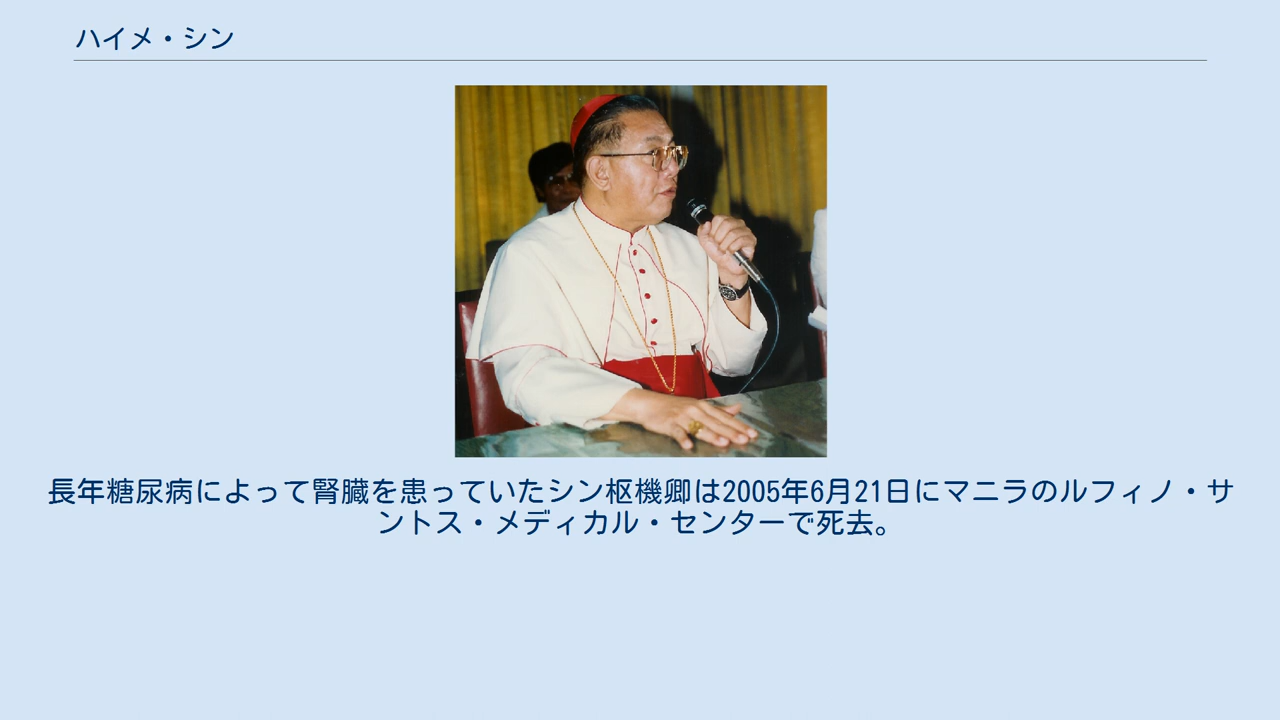 ハイメ・シン
長年糖尿病によって腎臓を患っていたシン枢機卿は2005年6月21日にマニラのルフィノ・サ
ントス・メディカル・センターで死去。